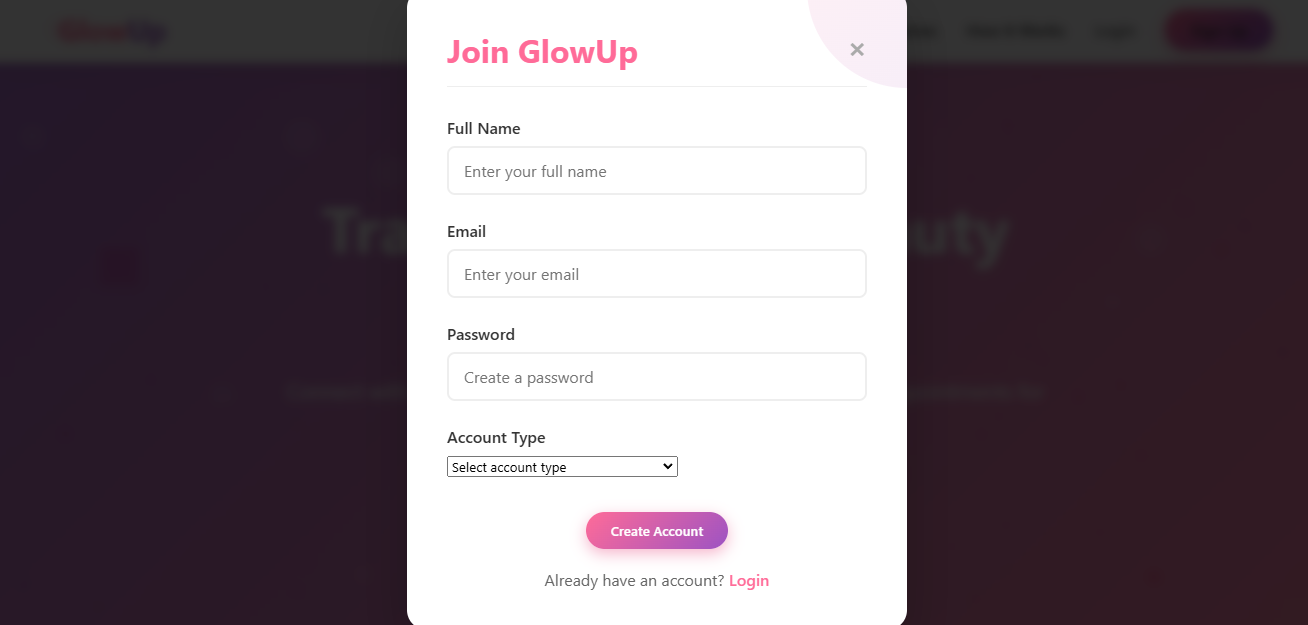 GlowUp
Login
Join GlowUp
×
Full Name
Enter your full name
Email
Enter your email
Password
Create a password
Account Type
Select account type
Create Account
Already have an account? Login